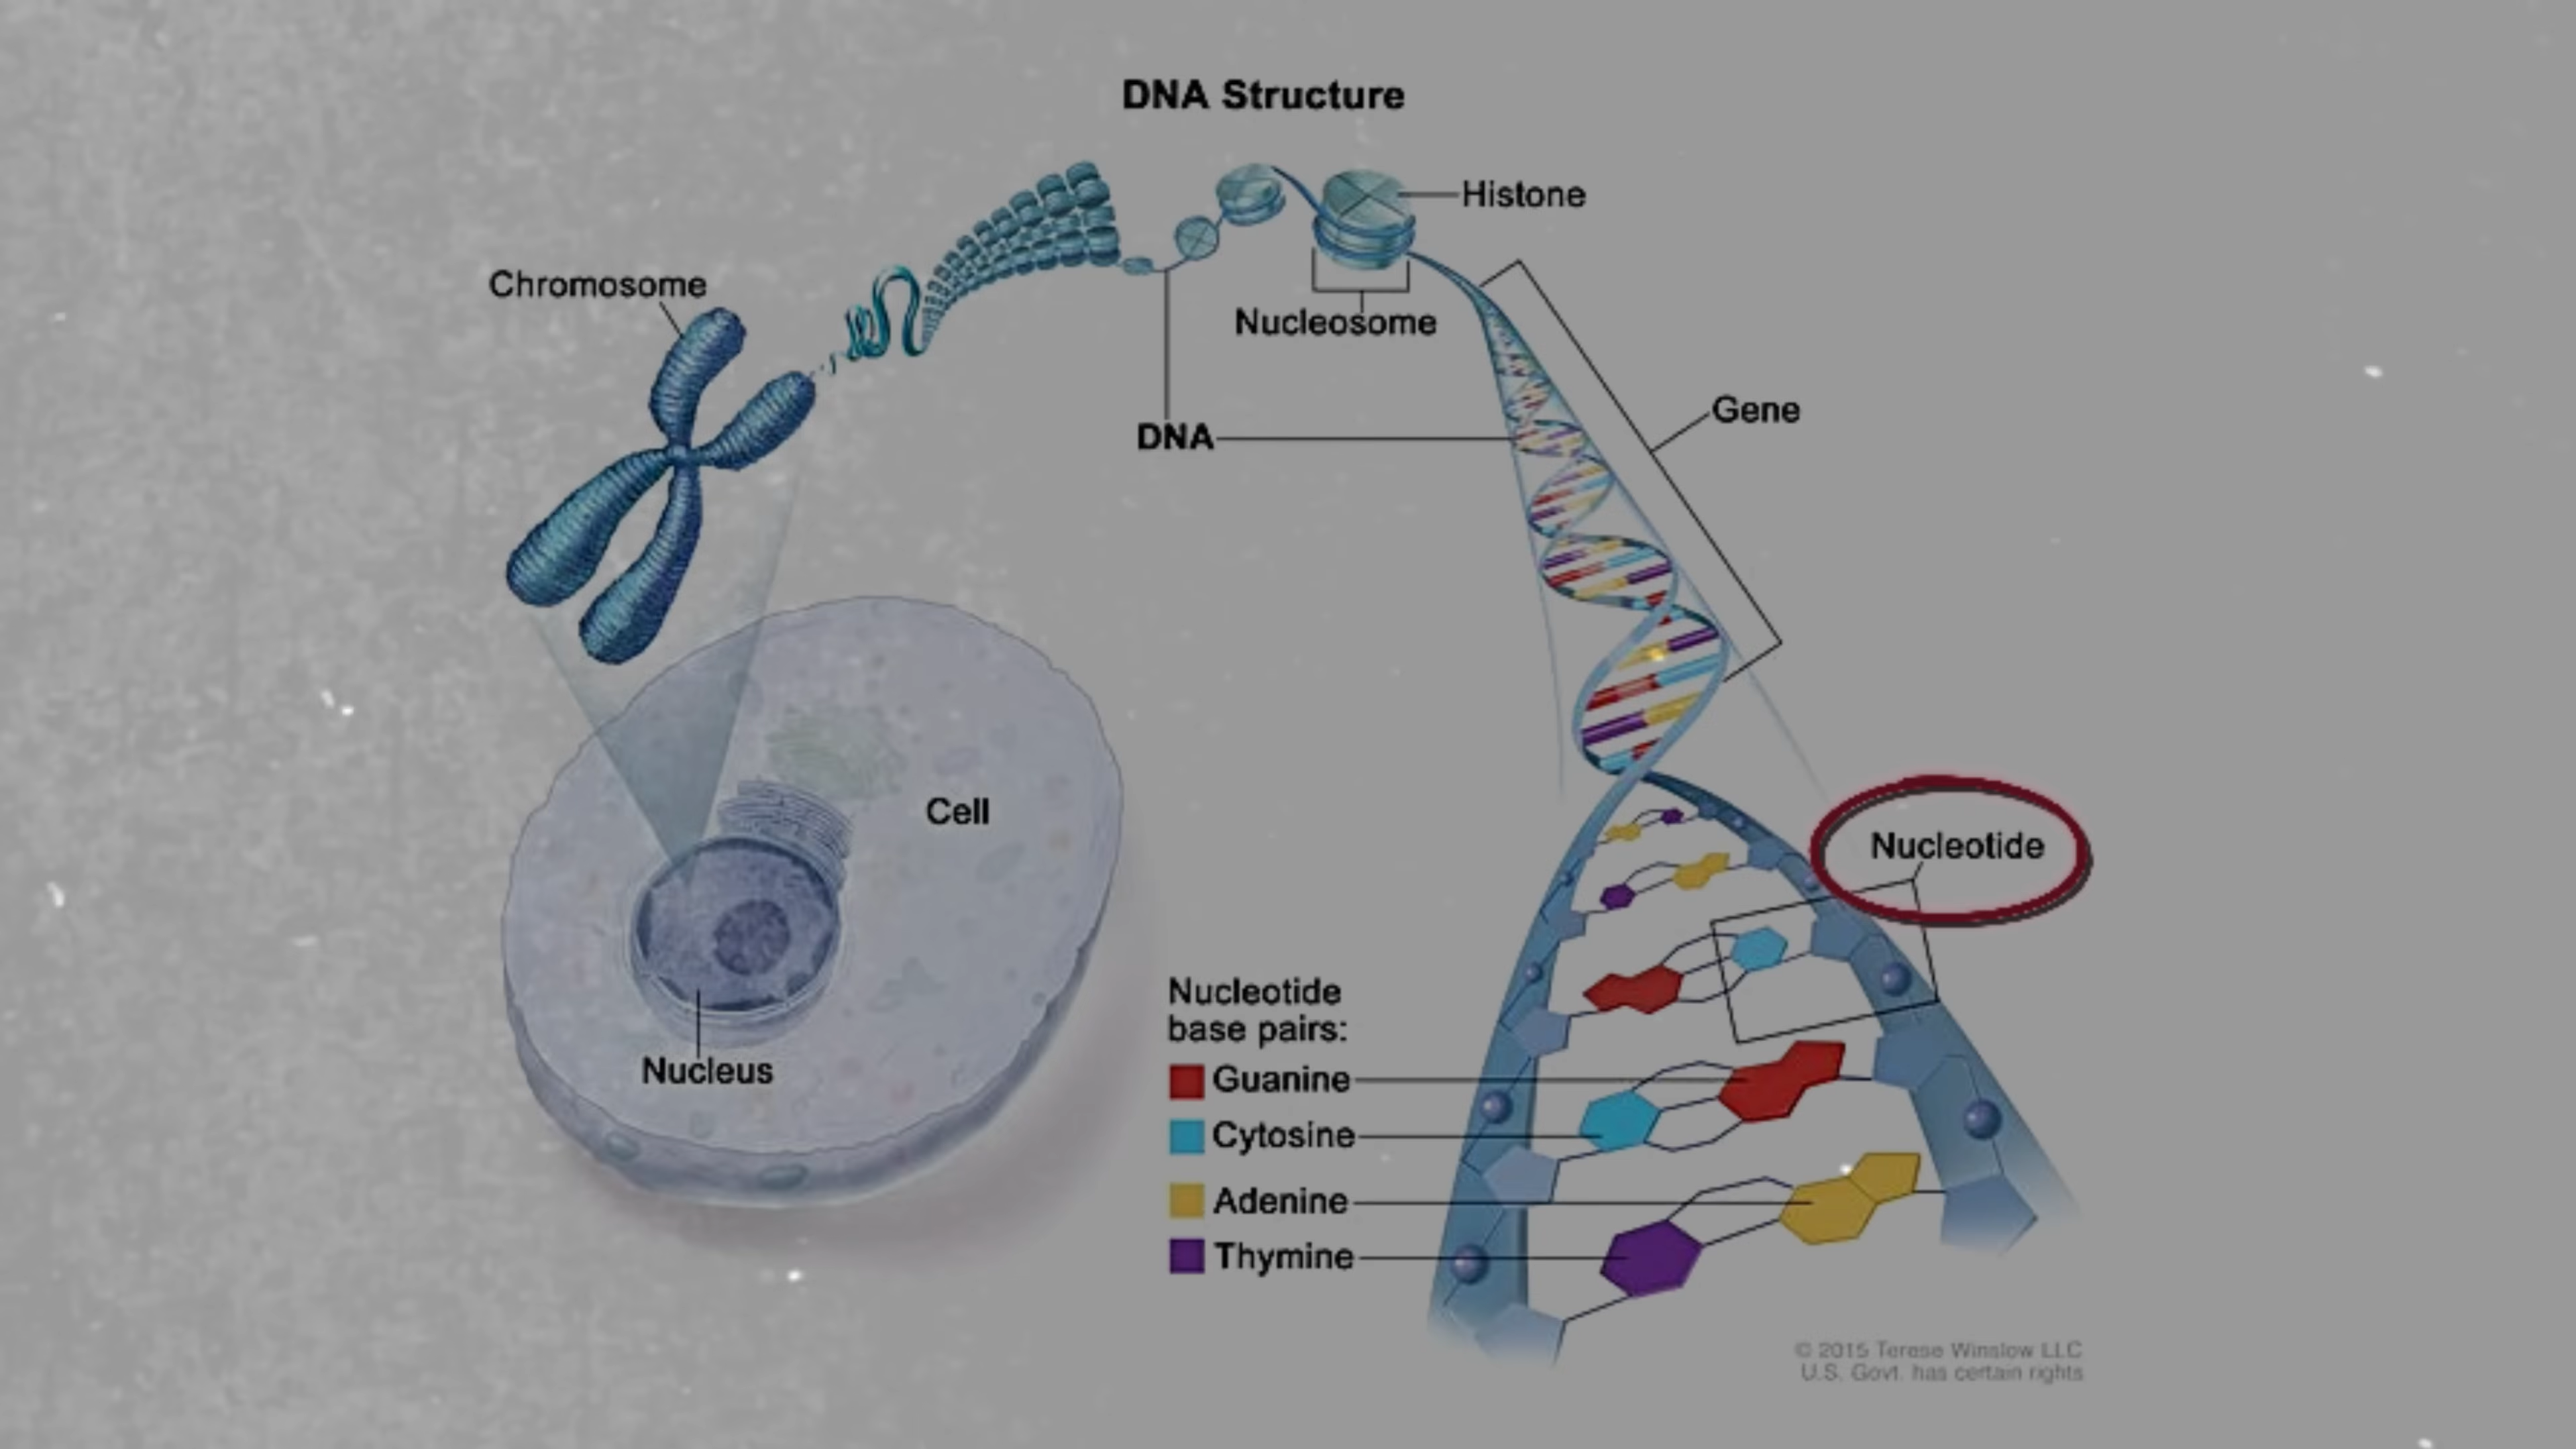 DNA Structure
Histone
Chromosome
Nucleosome
Gene
DNA
Cell
Nucleotide
Nucleus
Nucleotide
base pairs:
Guanine
Cytosine
Adenine
Thymine
© 2015 Terese Winslow LLC
U.S. Govt. has certain rights